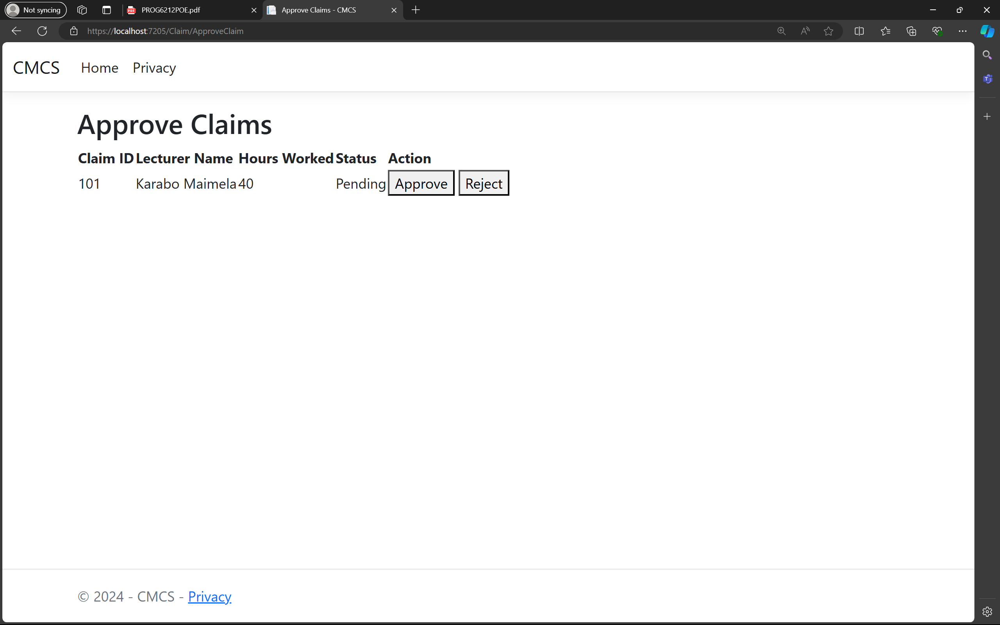 Not syncing PROG6212POE.pdf Approve Claims - CMCS
https://localhost:7205/Claim/ApproveClaim
CMCS Home Privacy
Approve Claims
Claim ID Lecturer Name Hours Worked Status Action
101 Karabo Maimela 40 Pending Approve Reject
© 2024 - CMCS - Privacy